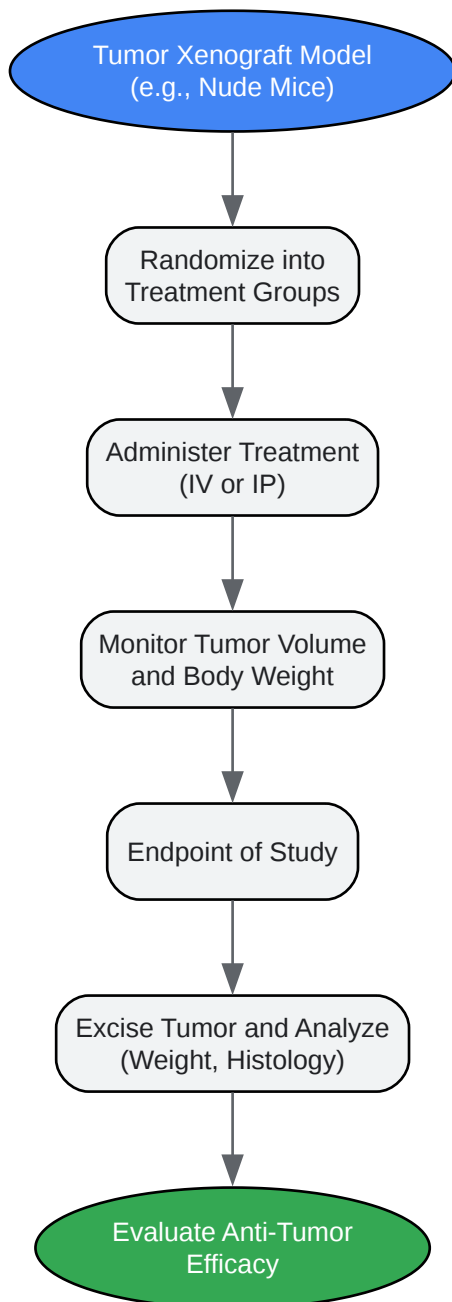 Tumor Xenograft Model
(e.g., Nude Mice)
Randomize into
Treatment Groups
Administer Treatment
(IV or IP)
Monitor Tumor Volume
and Body Weight
Endpoint of Study
Excise Tumor and Analyze
(Weight, Histology)
Evaluate Anti-Tumor
Efficacy